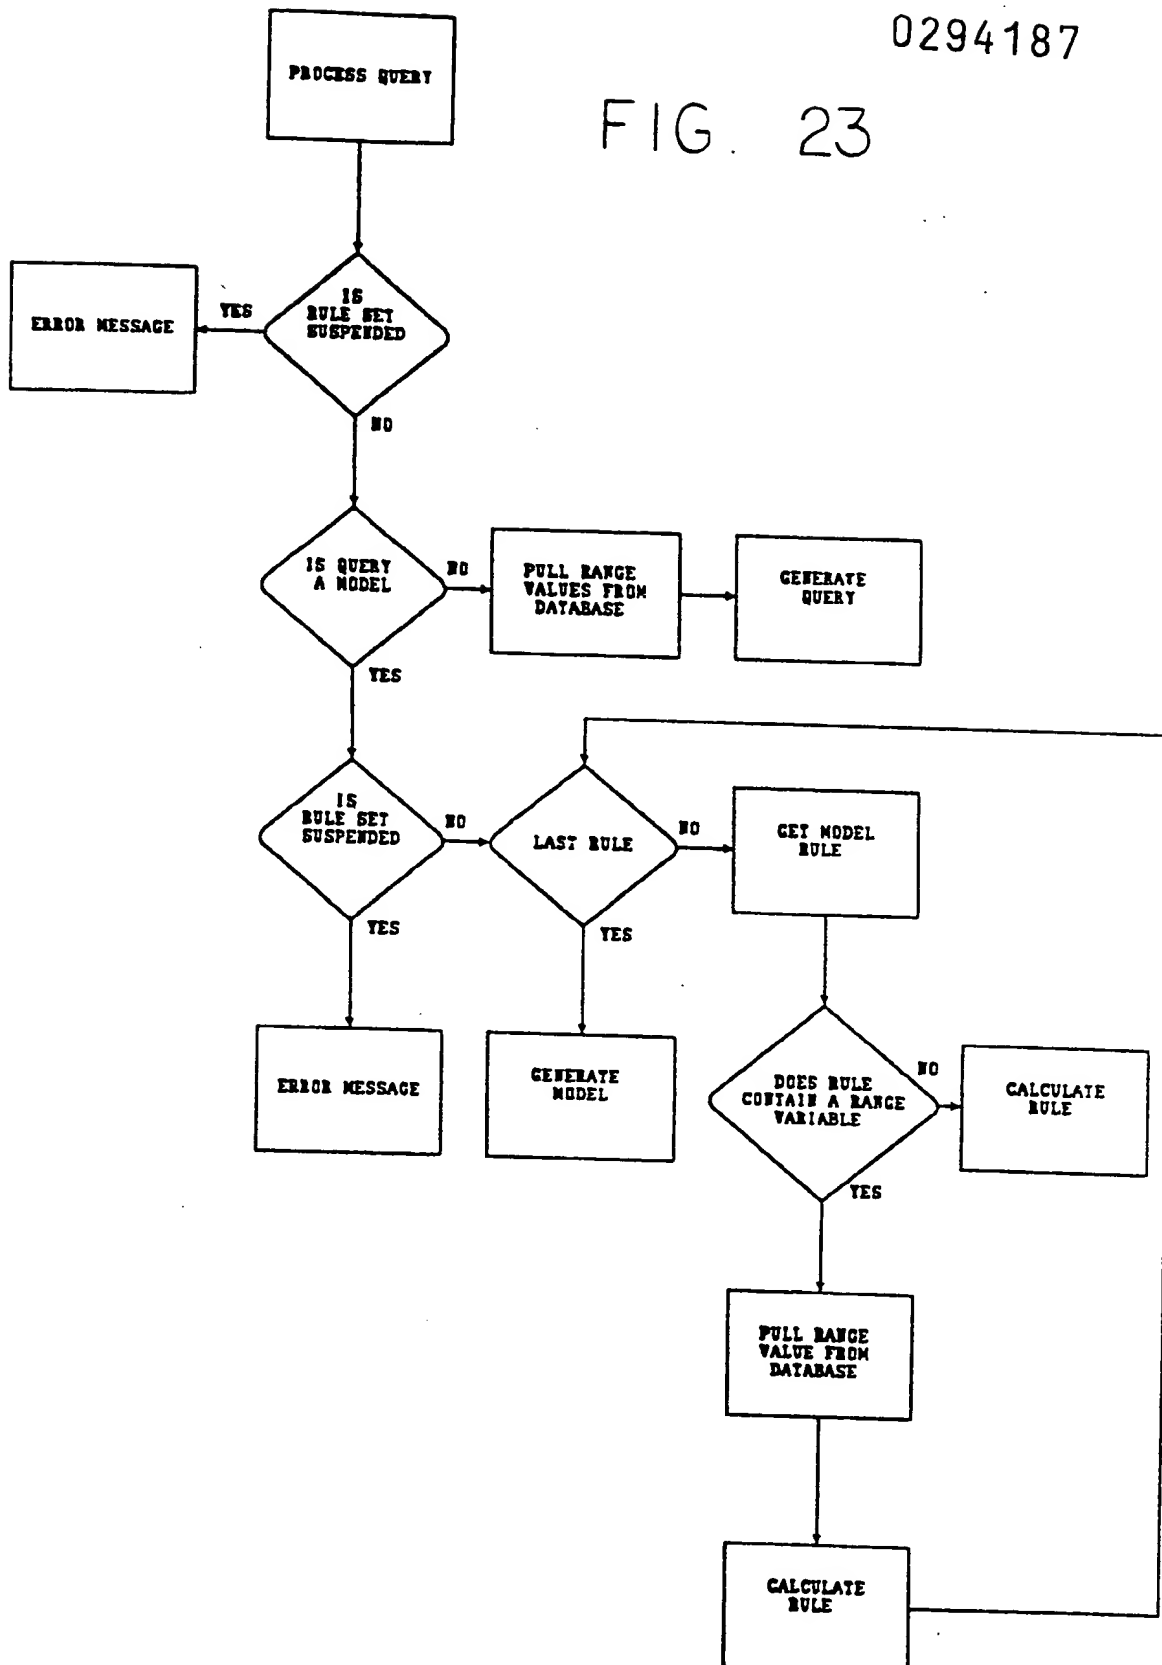 0294187
FIG. 23
PROCESS QUERY
IS
RULE SET
SUSPENDED
YES
ERROR MESSAGE
NO
IS QUERY
A MODEL
NO
PULL RANGE
VALUES FROM
DATABASE
GENERATE
QUERY
YES
IS
RULE SET
SUSPENDED
NO
LAST RULE
NO
GET MODEL
RULE
YES
YES
ERROR MESSAGE
GENERATE
MODEL
DOES RULE
CONTAIN A RANGE
VARIABLE
NO
CALCULATE
RULE
YES
PULL RANGE
VALUE FROM
DATABASE
CALCULATE
RULE